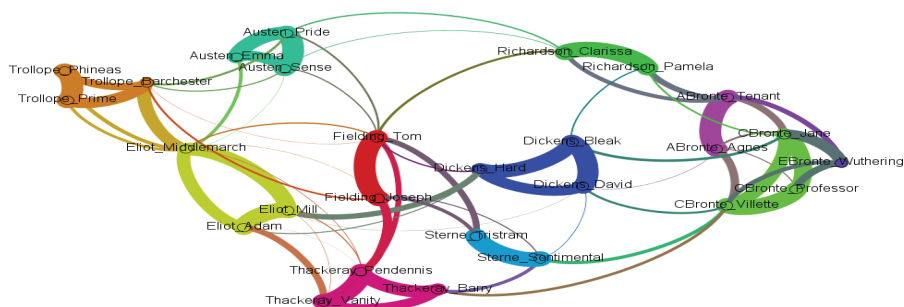 Austen_Pride
Austen_Emma
Austen_Sense
Richardson_Clarissa
Richardson_Pamela
Trollope_Phineas
Trollope_Barchester
Trollope_Prime
ABronte_Tenant
Fielding_Tom
Dickens_Bleak
CBronte_Jane
Eliot_Middlemarch
ABronte_Agnes
EBronte_Wuthering
Dickens_Hard
Dickens_David
CBronte_Professor
Fielding_Joseph
CBronte_Villette
Eliot_Mill
Eliot_Adam
Sterne_Tristram
Sterne_Sentimental
Thackeray_Pendennis
Thackeray_Barry
Thackeray_Vanity